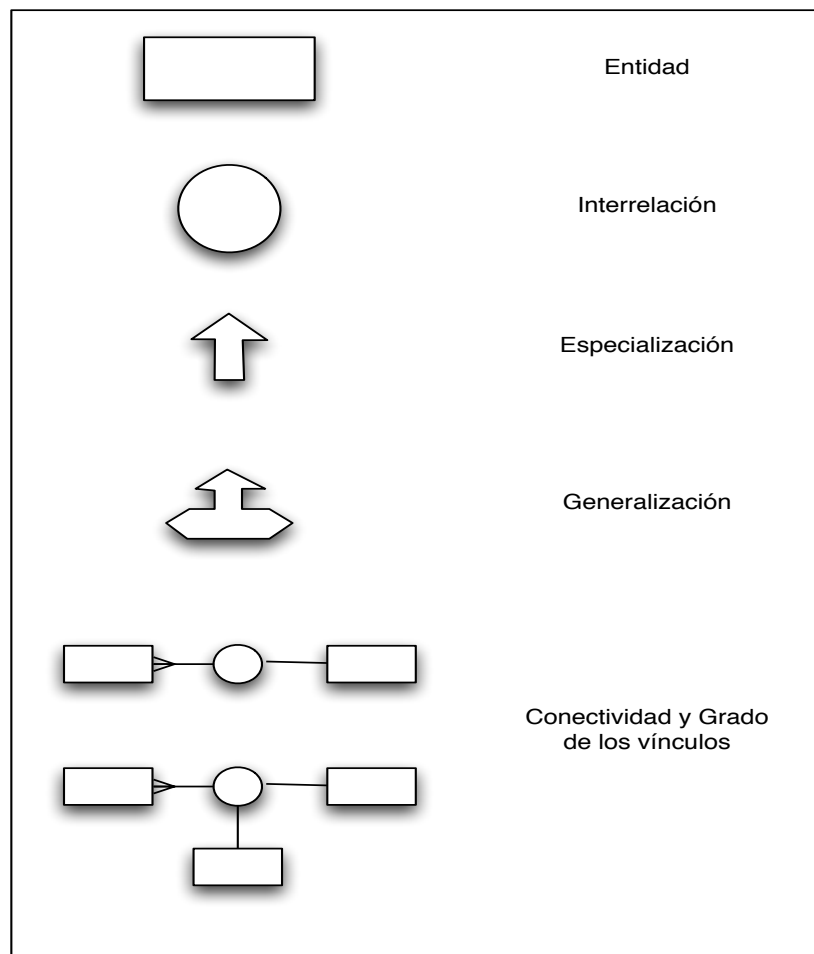 Entidad
Interrelación
Especialización
Generalización
Conectividad y Grado
de los vínculos